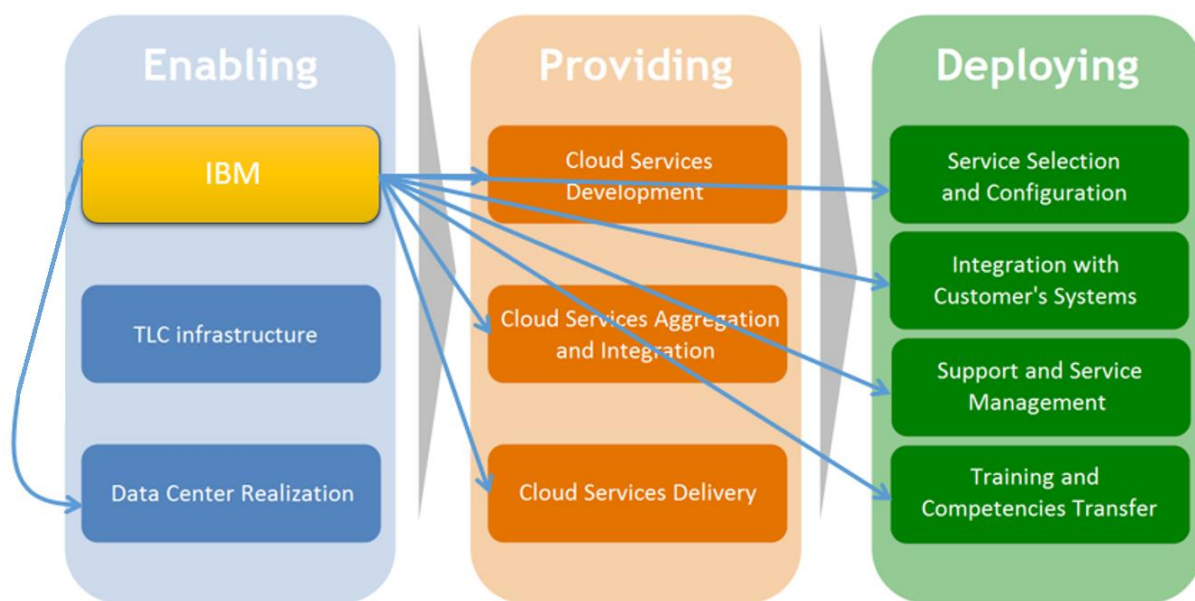 Enabling
IBM
TLC infrastructure
Data Center Realization
Providing
Cloud Services
Development
Cloud Services Aggregation
and Integration
Cloud Services Delivery
Deploying
Service Selection
and Configuration
Integration with
Customer's Systems
Support and Service
Management
Training and
Competencies Transfer